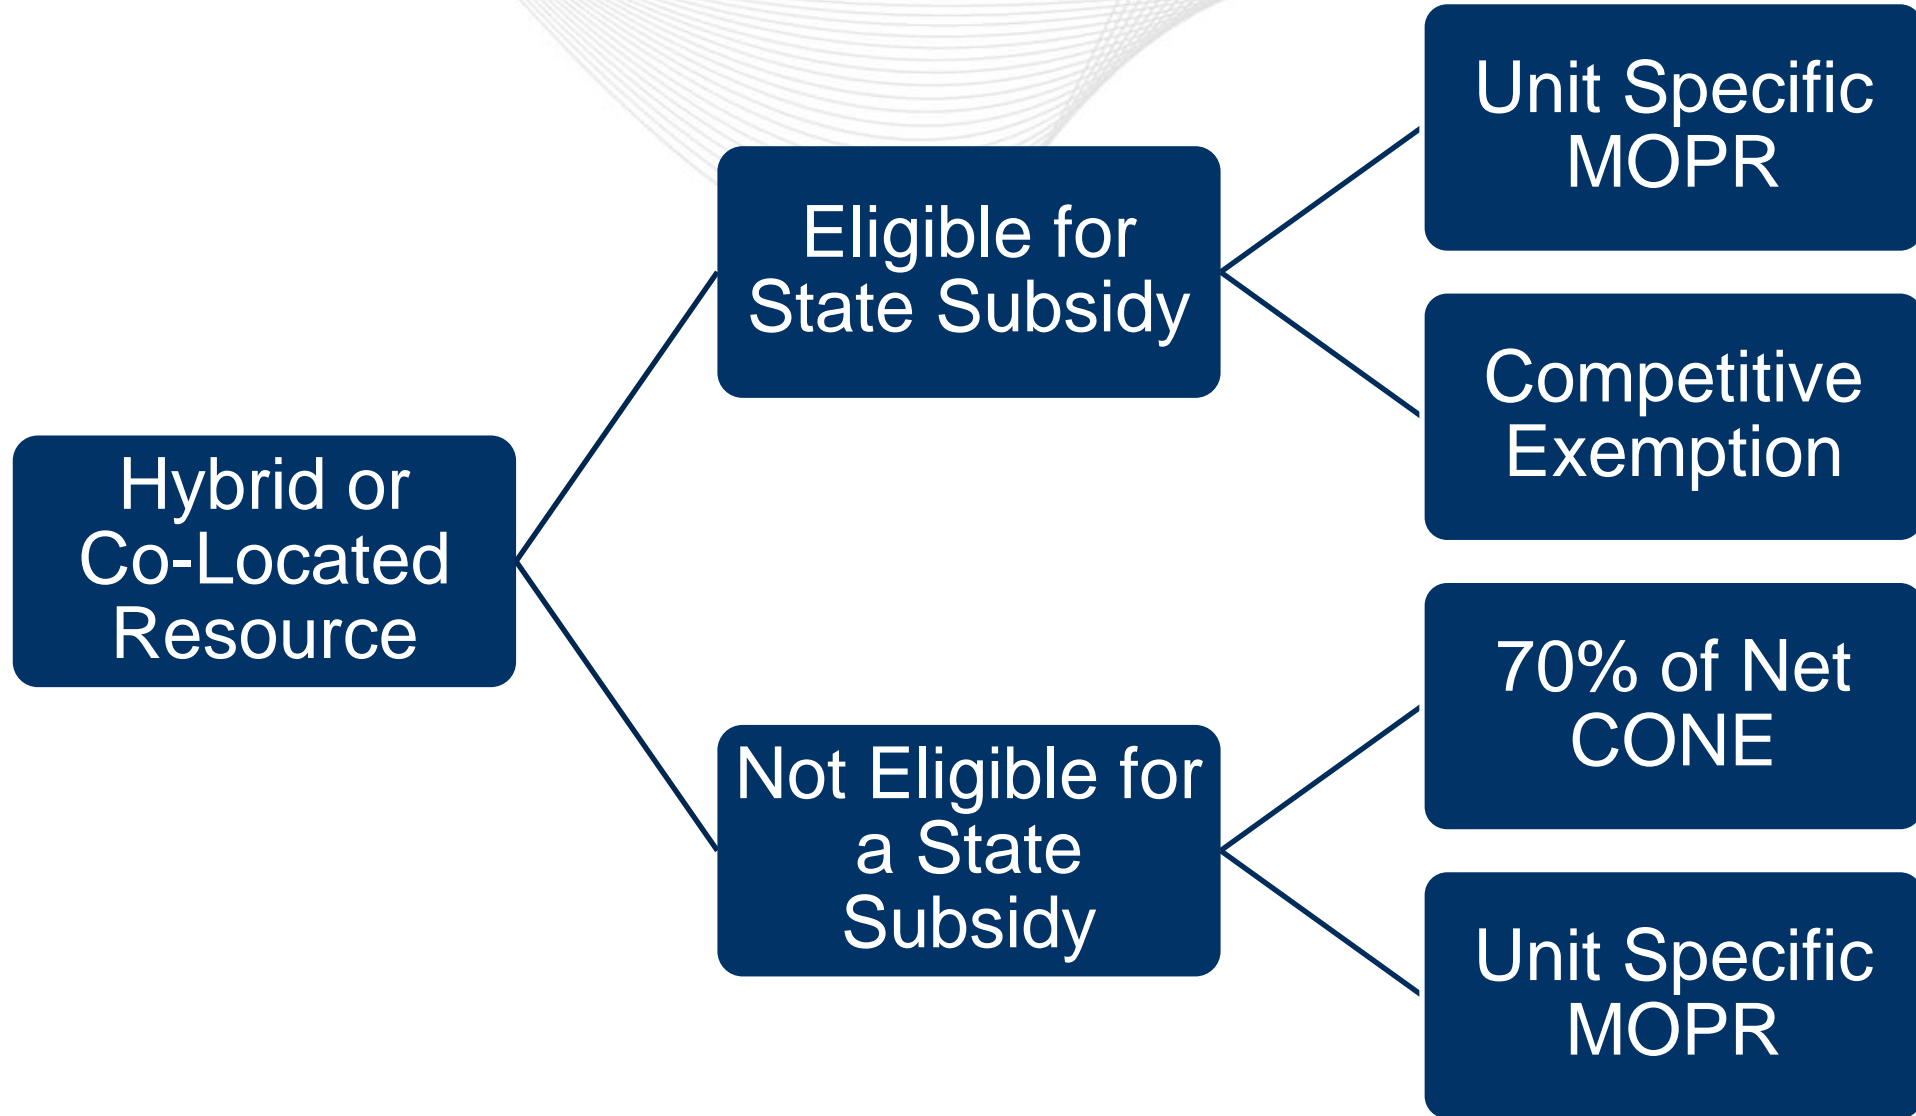 Hybrid or
Co-Located
Resource
Eligible for
State Subsidy
Not Eligible for
a State
Subsidy
Unit Specific
MOPR
Competitive
Exemption
70% of Net
CONE
Unit Specific
MOPR